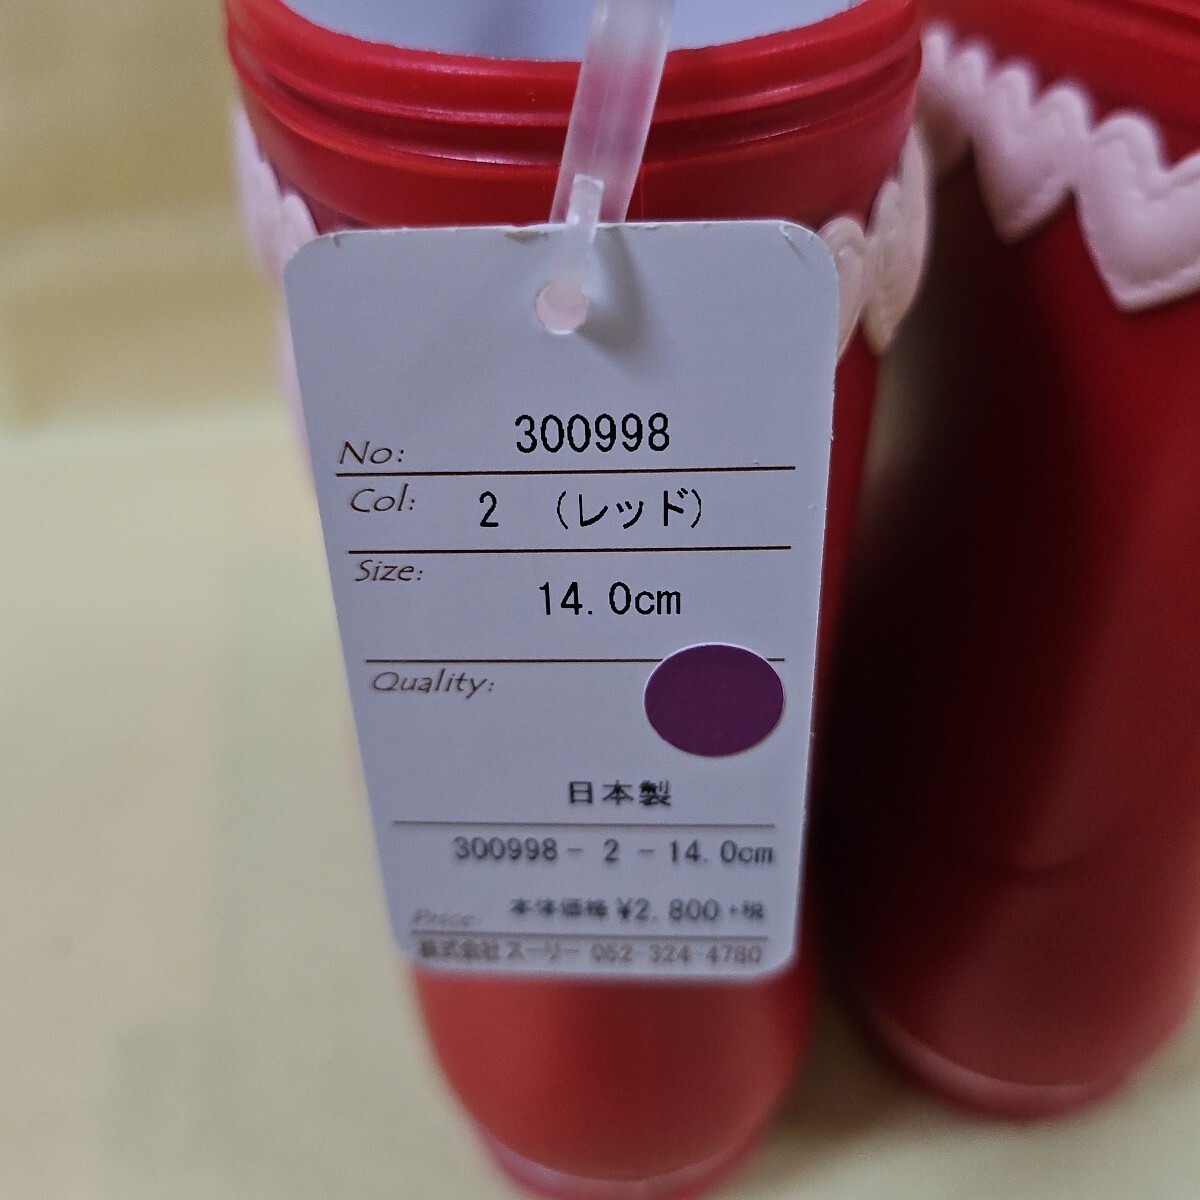 No: 300998
Col: 2 (レッド)
Size: 14.0cm
Quality:
日本製
300998- 2 -14.0cm
Price: 本体価格 ¥2,800+税
株式会社スーリー 052-324-4780